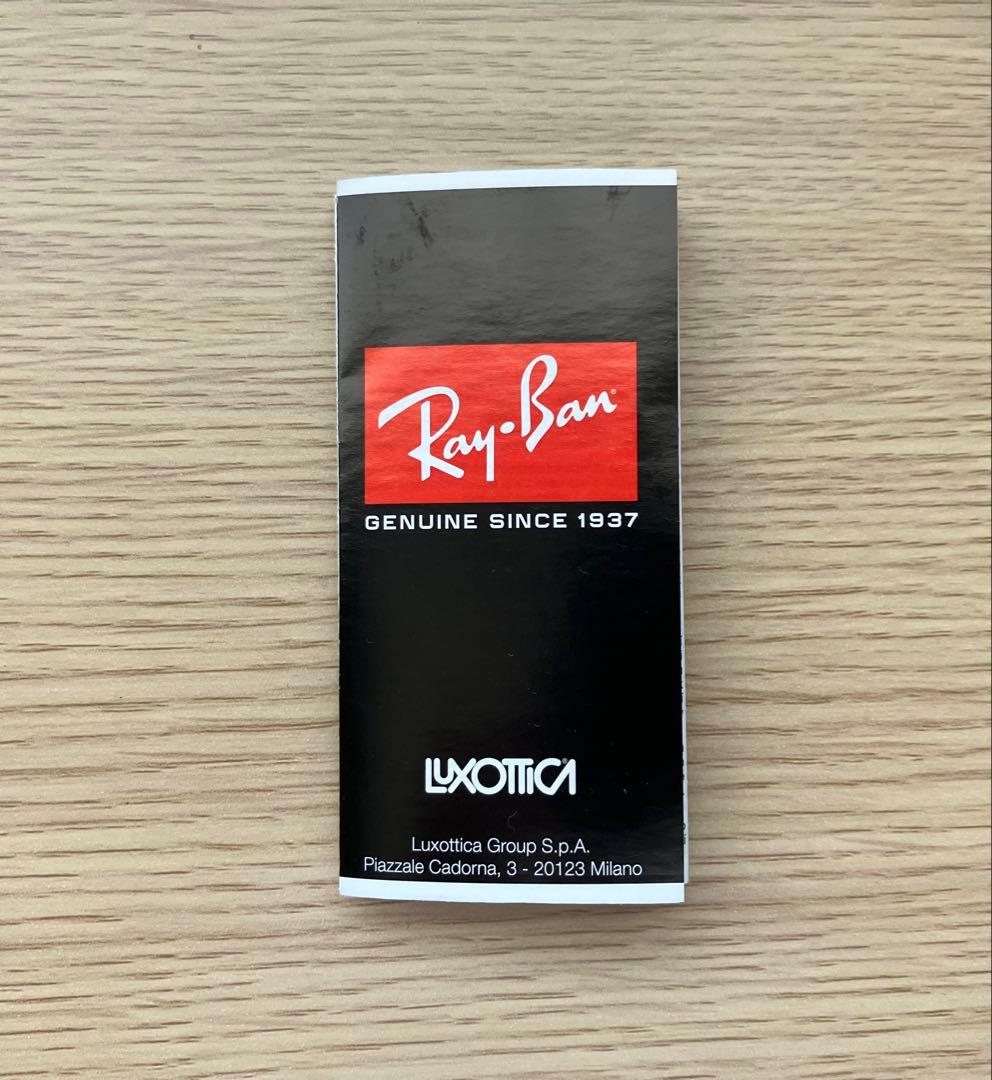 Ray-Ban®
GENUINE SINCE 1937
LUXOTTICA®
Luxottica Group S.p.A.
Piazzale Cadorna, 3 - 20123 Milano